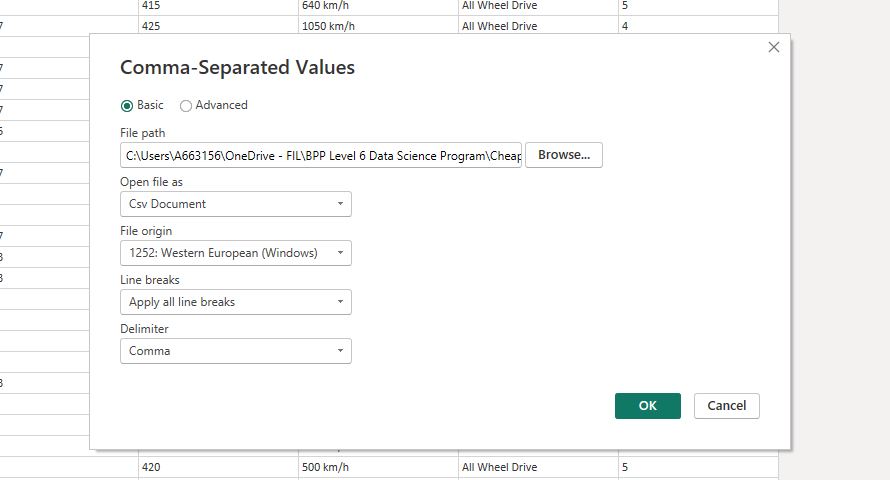 415 640 km/h All Wheel Drive 5
7 425 1050 km/h All Wheel Drive 4
Comma-Separated Values
Basic Advanced
File path
C:\Users\A663156\OneDrive - FIL\BPP Level 6 Data Science Program\Cheap Browse...
Open file as
Csv Document
File origin
1252: Western European (Windows)
Line breaks
Apply all line breaks
Delimiter
Comma
OK Cancel
420 500 km/h All Wheel Drive 5